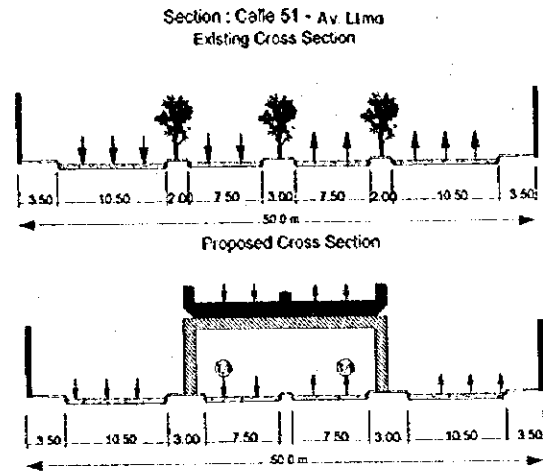 Section : Calle 51 - Av. Lima
Existing Cross Section
3.50 10.50 2.00 7.50 3.00 7.50 2.00 10.50 3.50
50.0 m
Proposed Cross Section
3.50 10.50 3.00 7.50 7.50 3.00 10.50 3.50
50.0 m